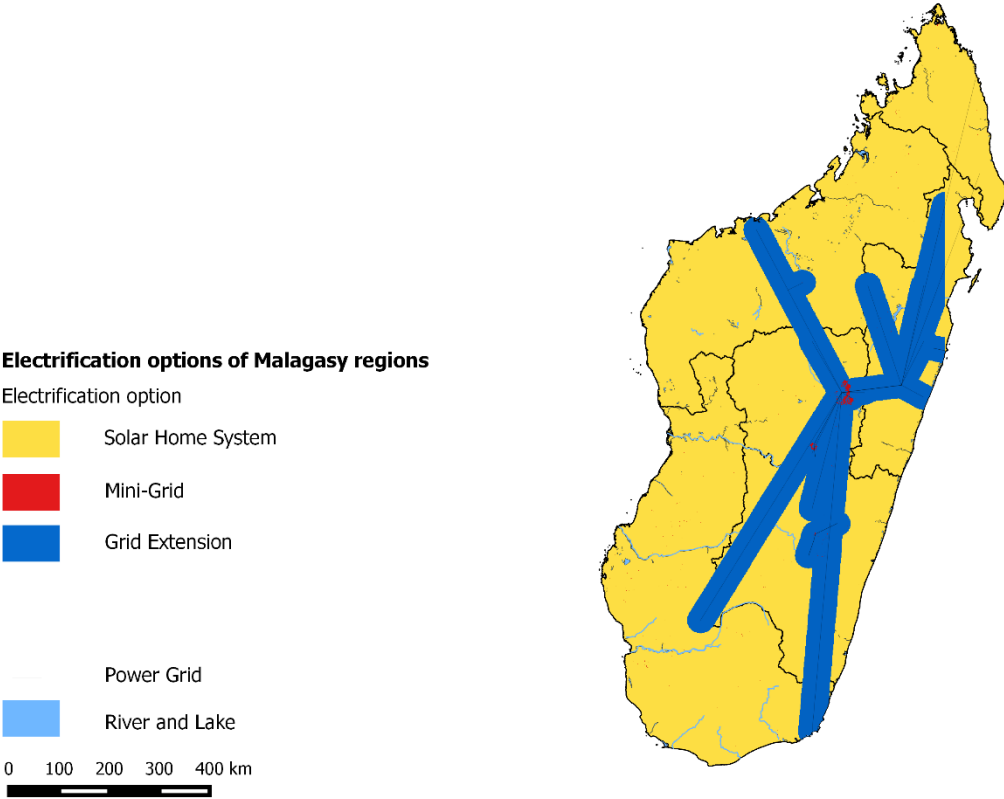 Electrification options of Malagasy regions
Electrification option
Solar Home System
Mini-Grid
Grid Extension
Power Grid
River and Lake
0 100 200 300 400 km